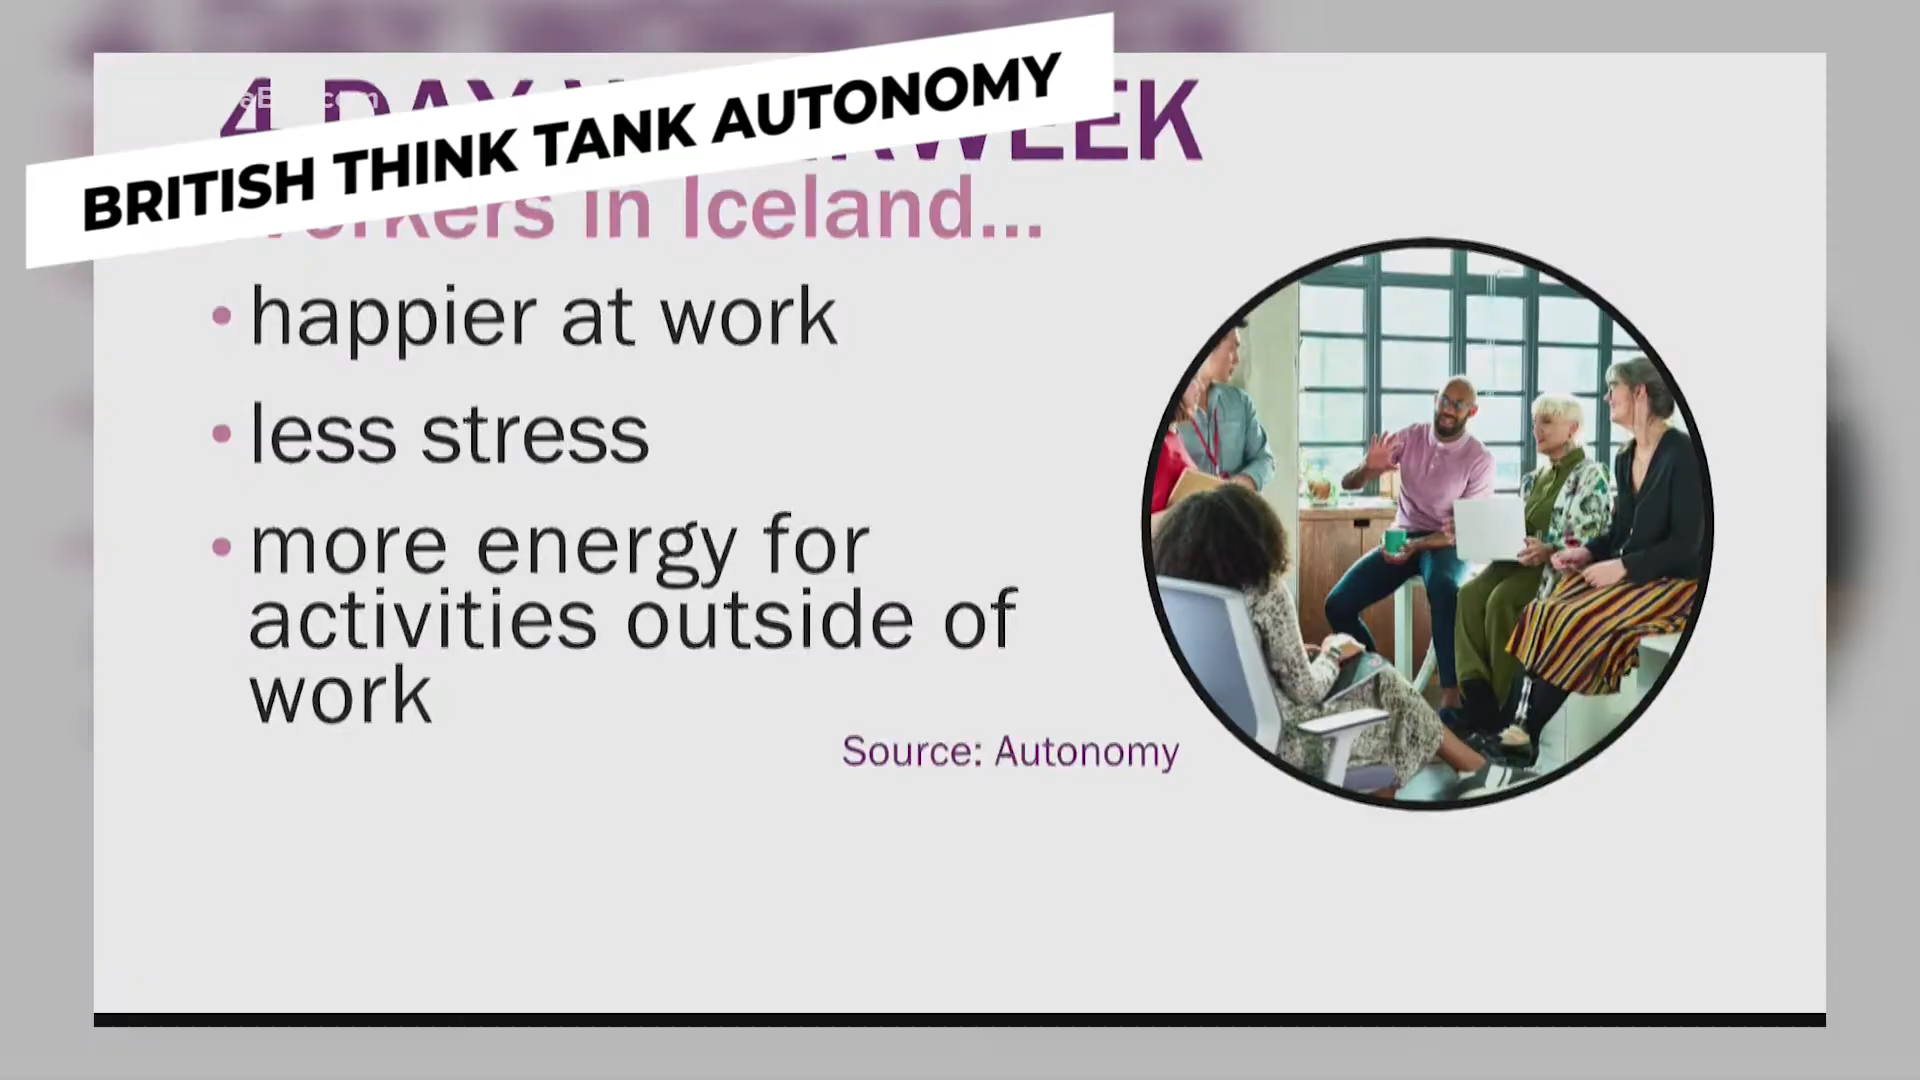 BRITISH THINK TANK AUTONOMY
4 DAY
in Iceland...
• happier at work
• less stress
• more energy for
activities outside of
work
Source: Autonomy